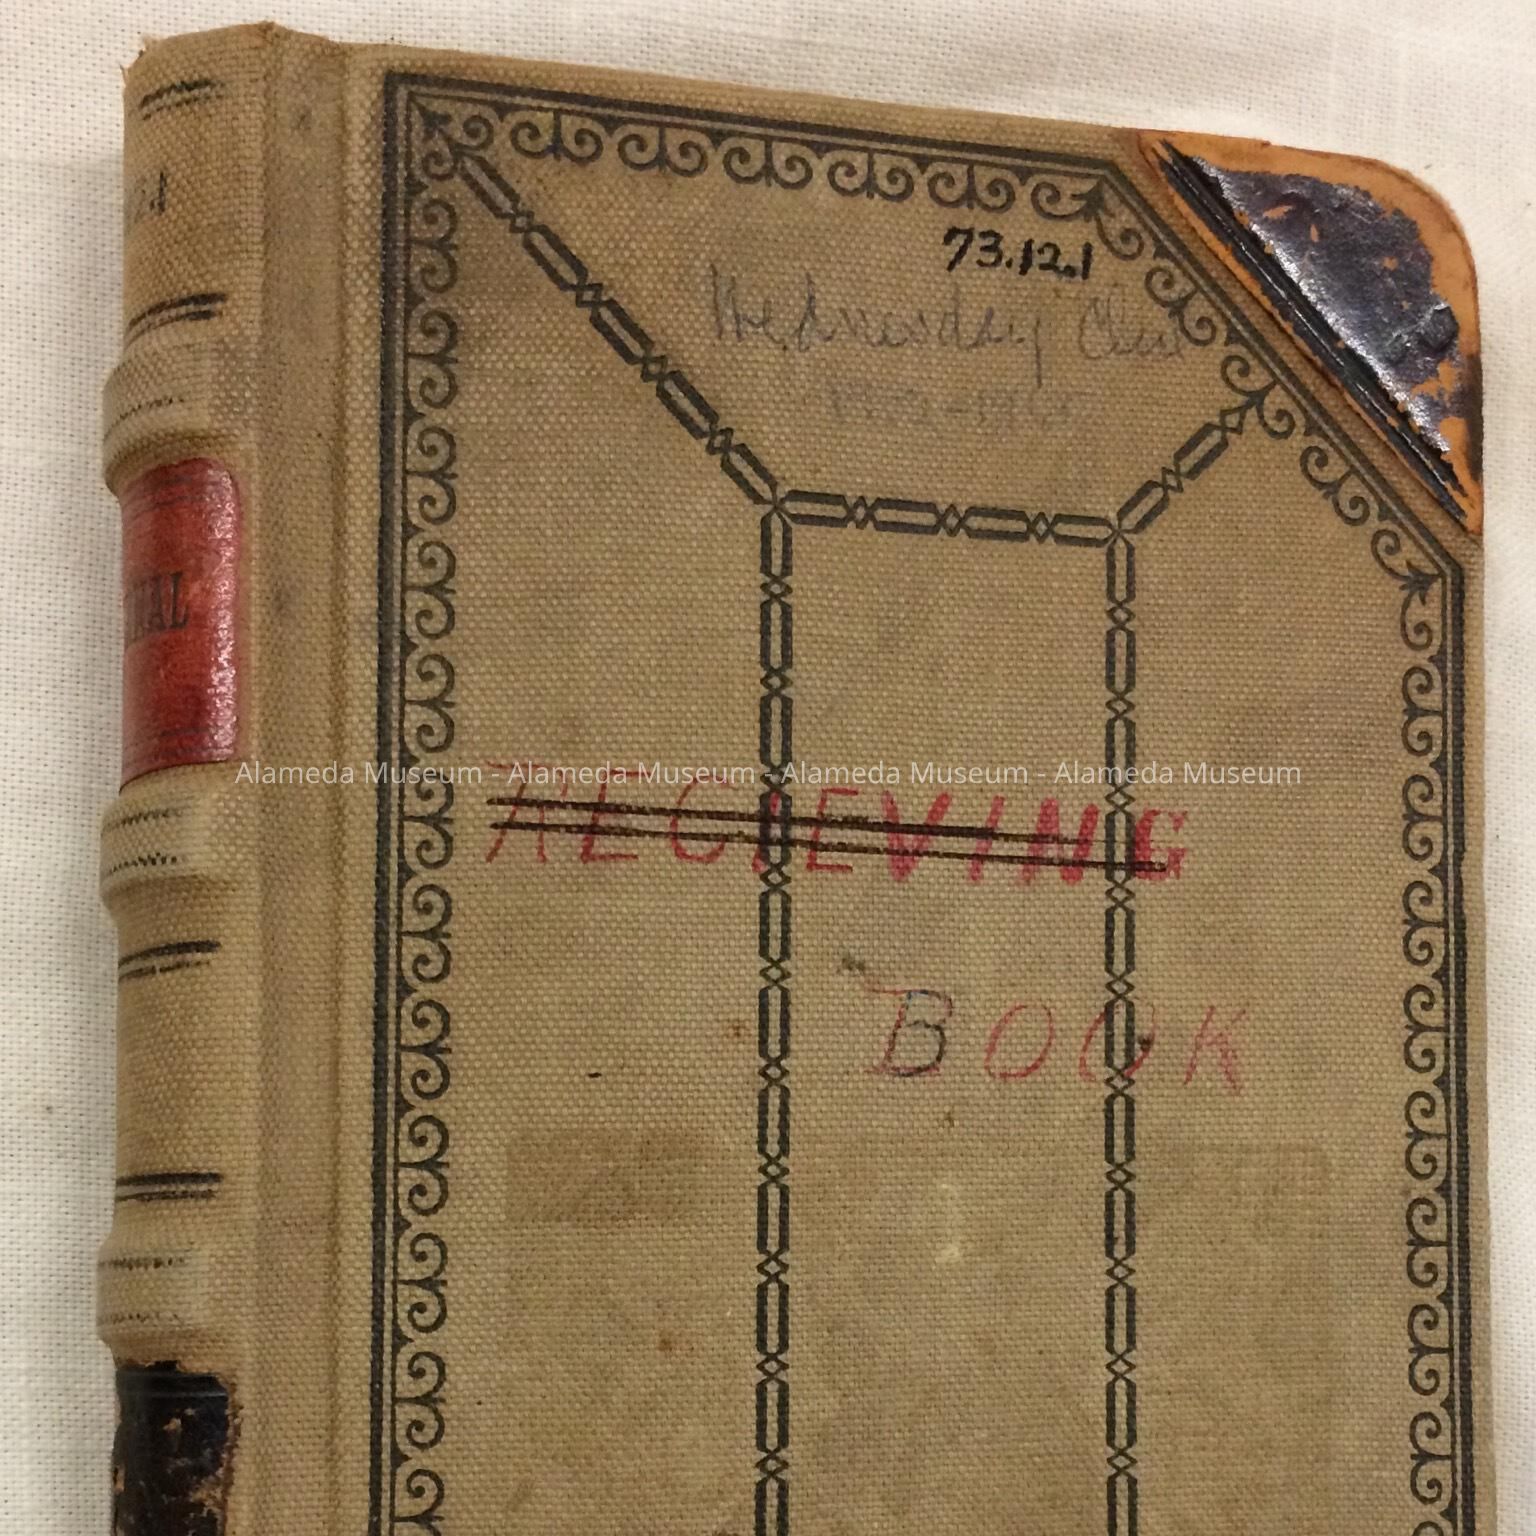 73.12.1
Wednesday Club
Alameda Museum - Alameda Museum - Alameda Museum - Alameda Museum
RECIEVING
BOOK